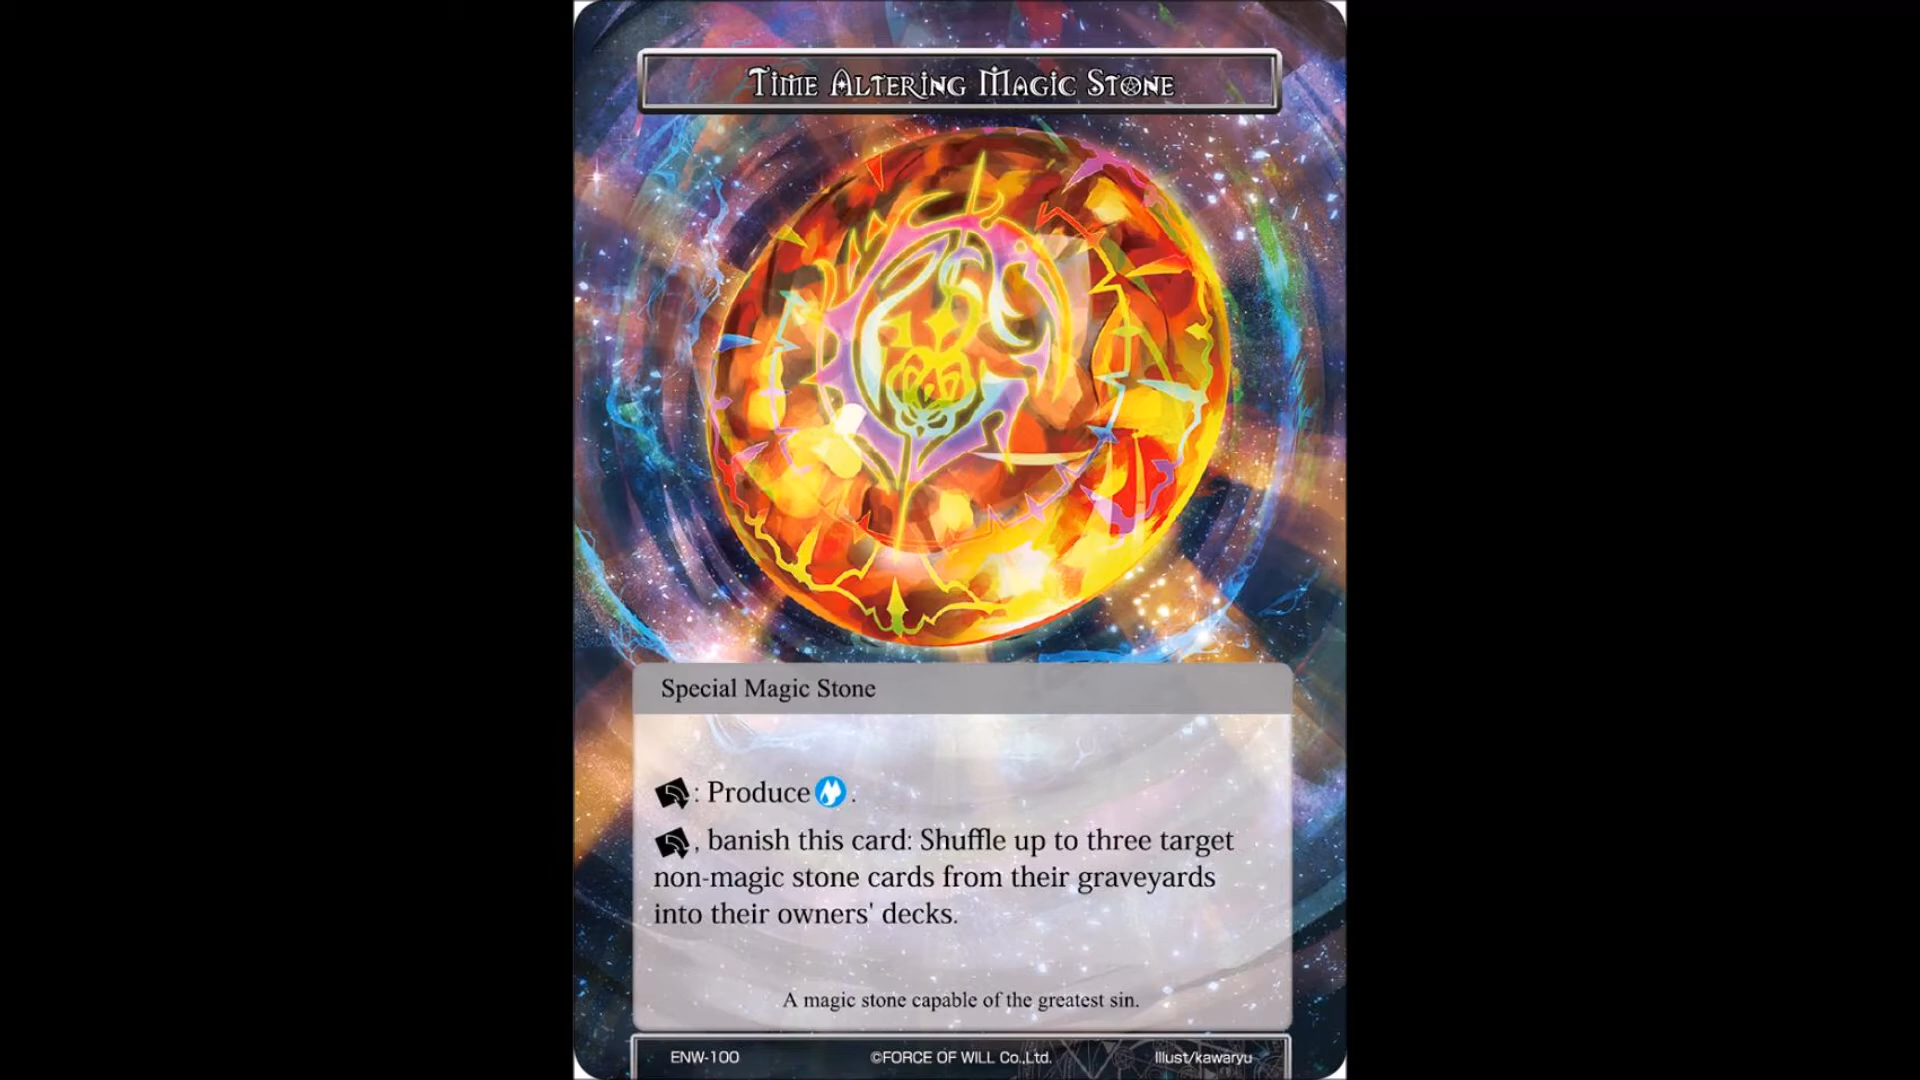 Time Altering Magic Stone
Special Magic Stone
: Produce .
, banish this card: Shuffle up to three target
non-magic stone cards from their graveyards
into their owners' decks.
A magic stone capable of the greatest sin.
ENW-100 ©FORCE OF WILL Co.,Ltd. Illust/kawaryu